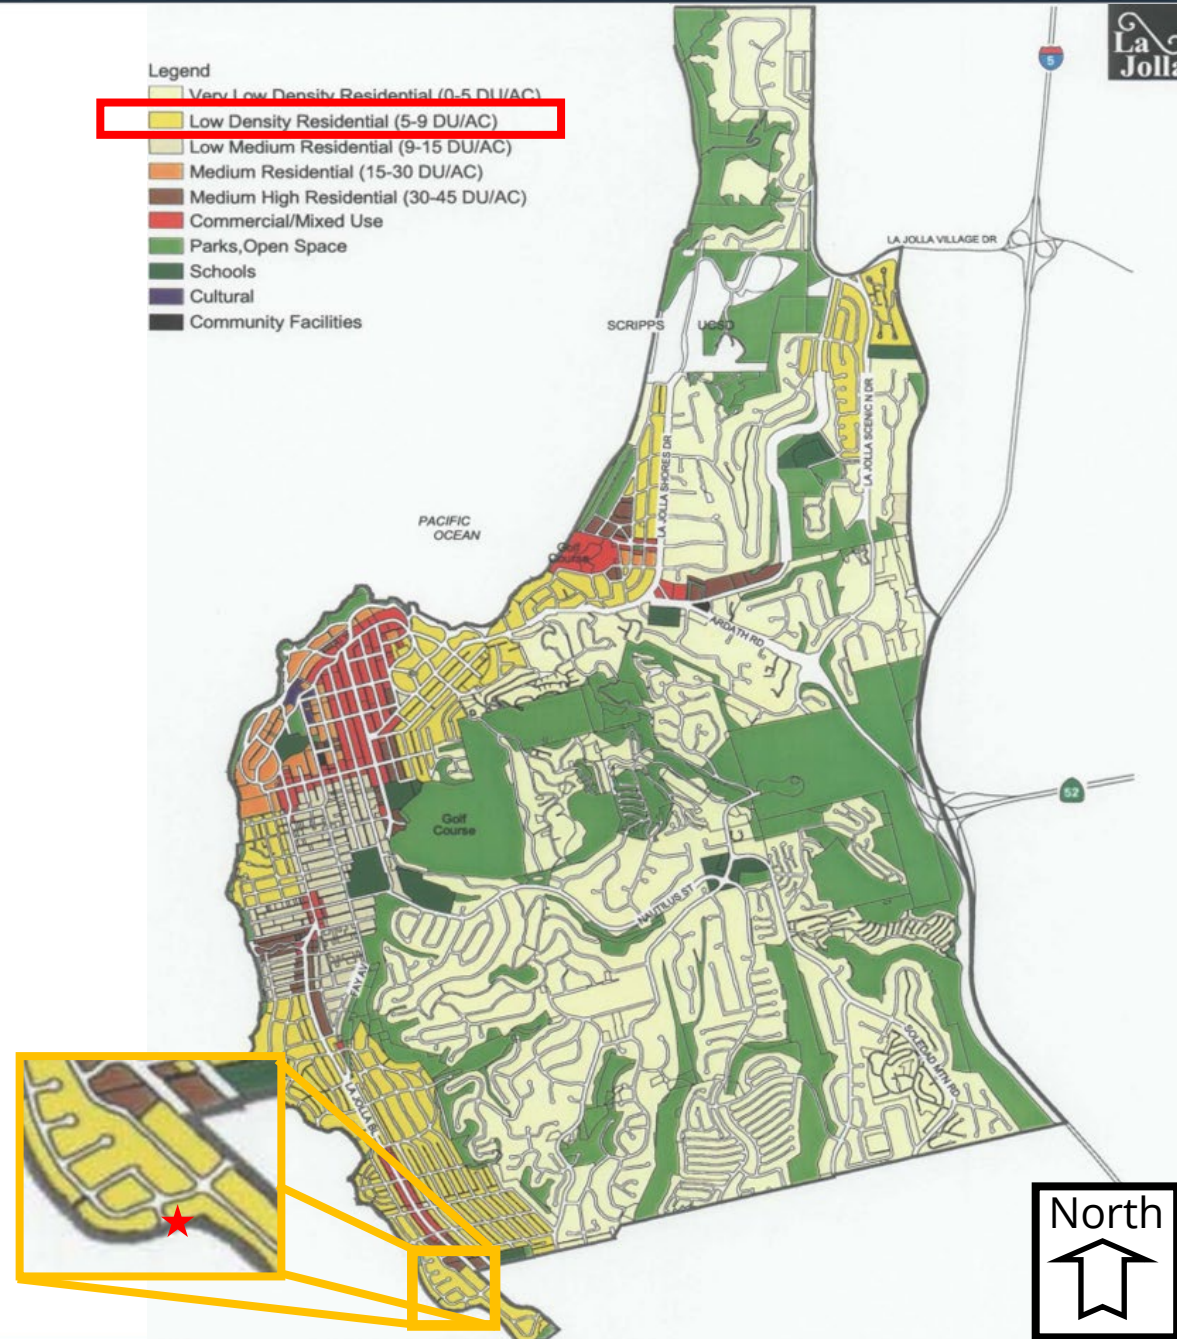 La
Jolla
5
Legend
Very Low Density Residential (0-5 DU/AC)
Low Density Residential (5-9 DU/AC)
Low Medium Residential (9-15 DU/AC)
Medium Residential (15-30 DU/AC)
Medium High Residential (30-45 DU/AC)
Commercial/Mixed Use
Parks,Open Space
Schools
Cultural
Community Facilities
LA JOLLA VILLAGE DR
SCRIPPS
UCSD
LA JOLLA SCENIC N DR
LA JOLLA SHORES DR
PACIFIC
OCEAN
Golf
Course
ARDATH RD
52
Golf
Course
NAUTILUS ST
FAY AV
SOLEDAD MTN RD
LA JOLLA BL
North